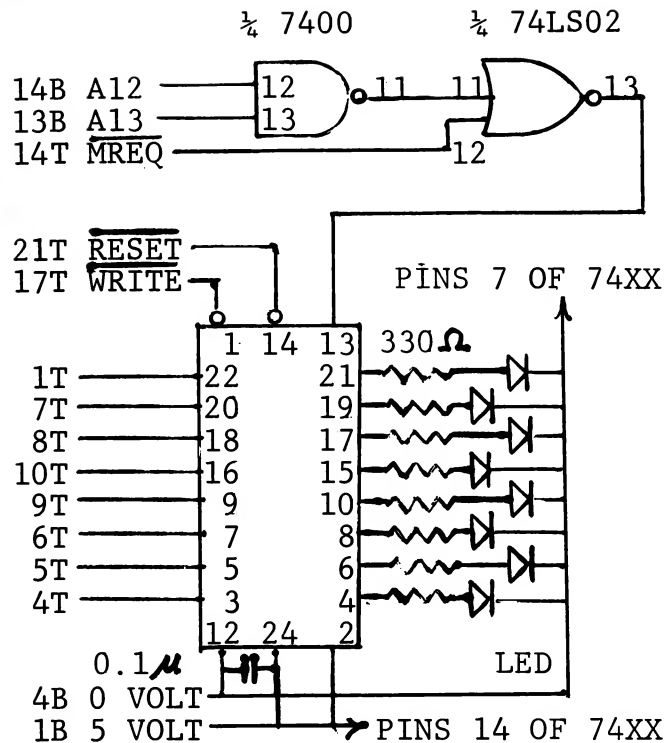 ¼ 7400 ¼ 74LS02
14B A12 12 11 11 13
13B A13 13
14T MREQ 12
21T RESET
17T WRITE PINS 7 OF 74XX
1 14 13 330Ω
1T 22 21
7T 20 19
8T 18 17
10T 16 15
9T 9 10
6T 7 8
5T 5 6
4T 3 4
12 24 2
0.1μ LED
4B 0 VOLT
1B 5 VOLT PINS 14 OF 74XX